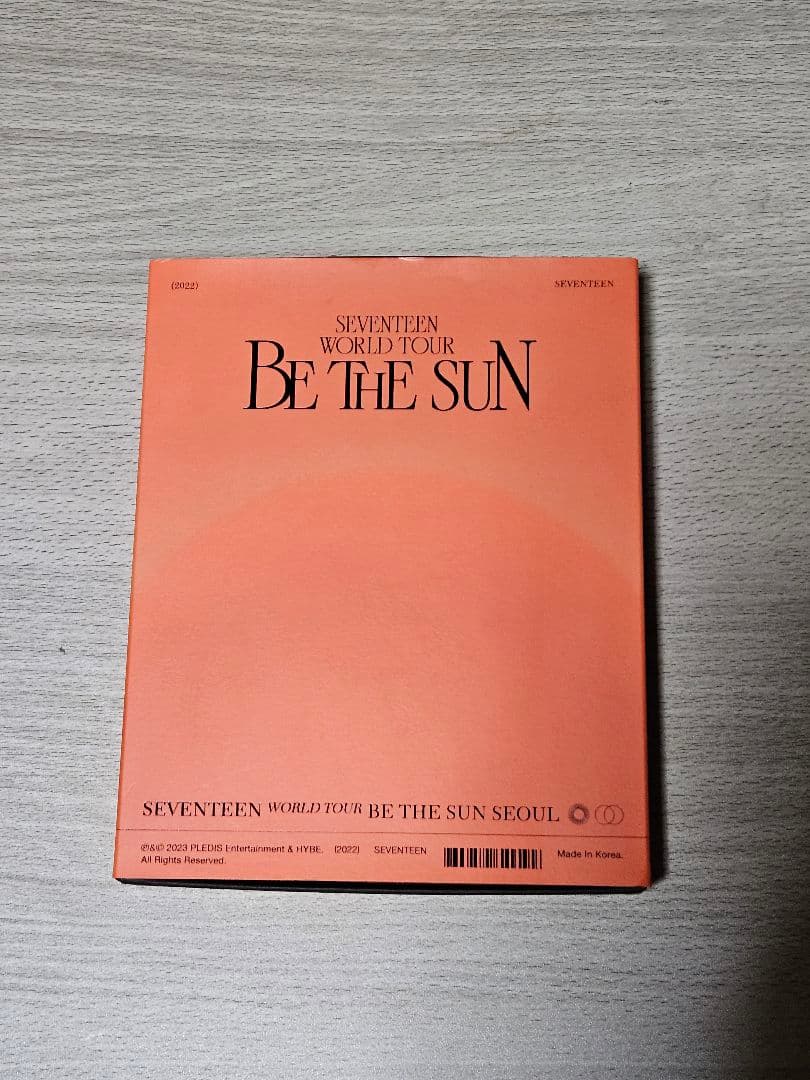 (2022) SEVENTEEN
SEVENTEEN
WORLD TOUR
BE THE SUN
SEVENTEEN WORLD TOUR BE THE SUN SEOUL
℗&© 2023 PLEDIS Entertainment & HYBE. (2022) SEVENTEEN Made In Korea.
All Rights Reserved.